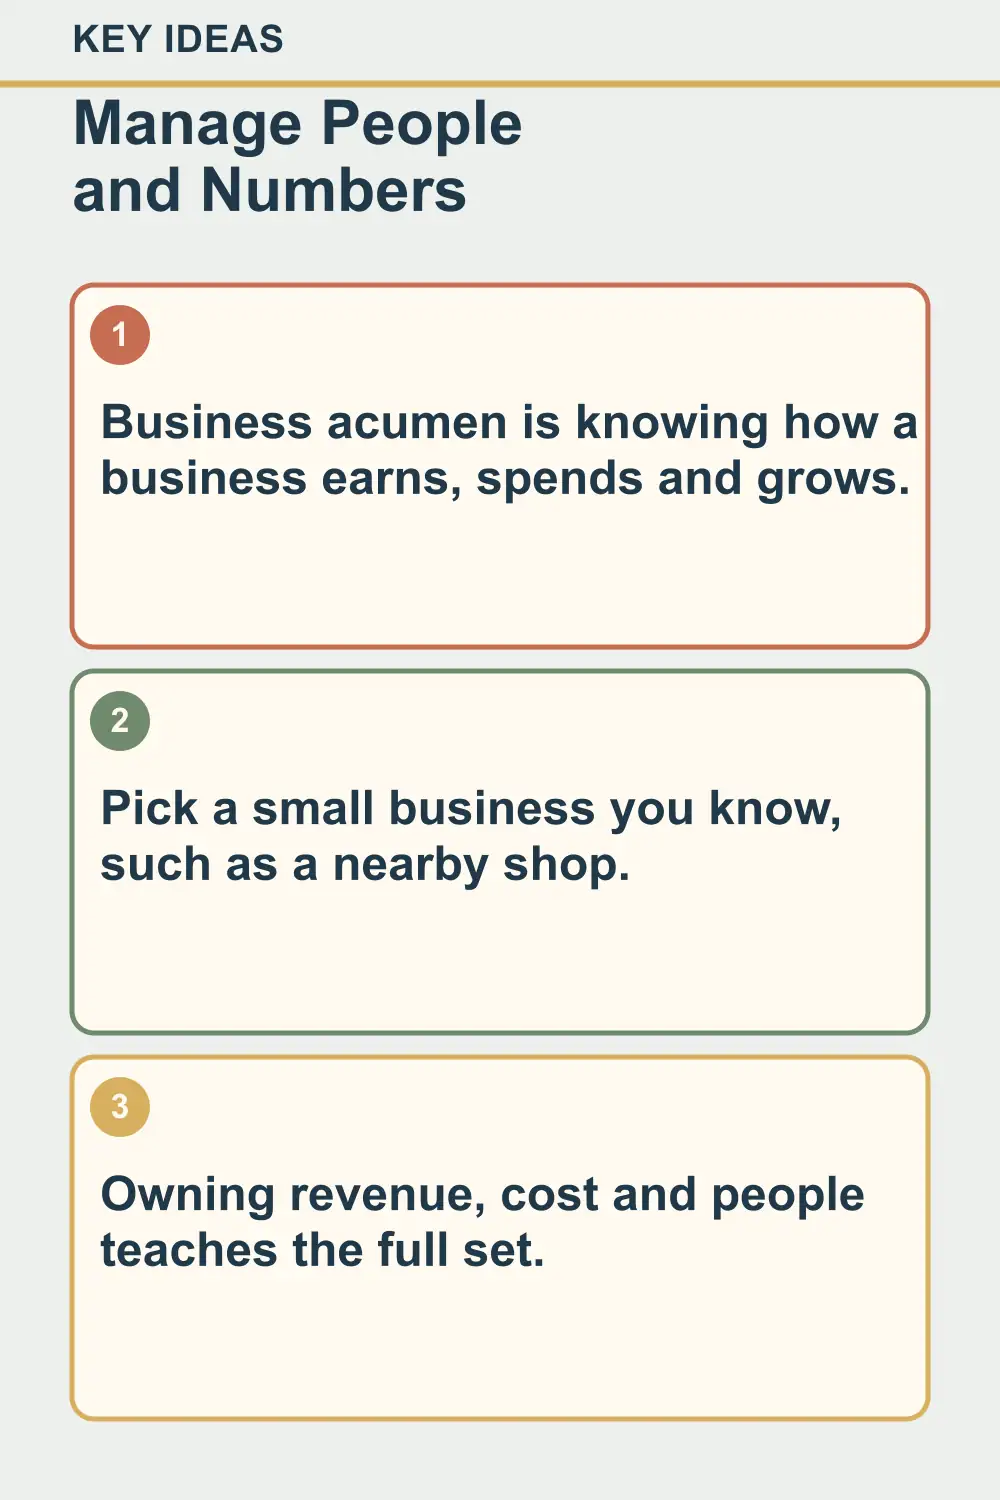 KEY IDEAS
Manage People
and Numbers
1
Business acumen is knowing how a
business earns, spends and grows.
2
Pick a small business you know,
such as a nearby shop.
3
Owning revenue, cost and people
teaches the full set.